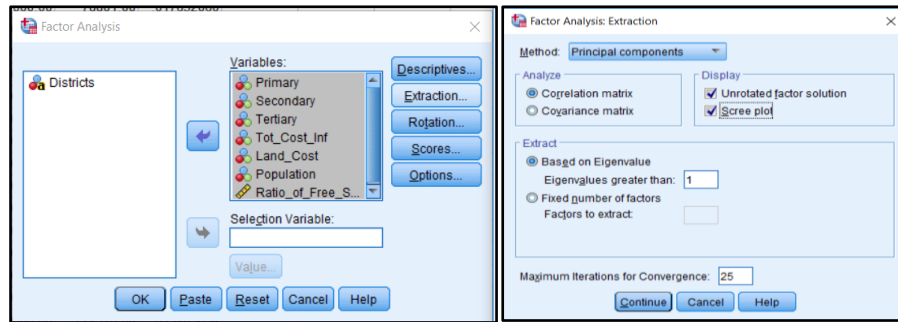 Factor Analysis
Districts
Variables:
Primary
Secondary
Tertiary
Tot_Cost_Inf
Land_Cost
Population
Ratio_of_Free_S...
Selection Variable:
Value...
Descriptives...
Extraction...
Rotation...
Scores...
Options...
OK Paste Reset Cancel Help
Factor Analysis: Extraction
Method: Principal components
Analyze
Correlation matrix
Covariance matrix
Display
Unrotated factor solution
Scree plot
Extract
Based on Eigenvalue
Eigenvalues greater than: 1
Fixed number of factors
Factors to extract:
Maximum Iterations for Convergence: 25
Continue Cancel Help